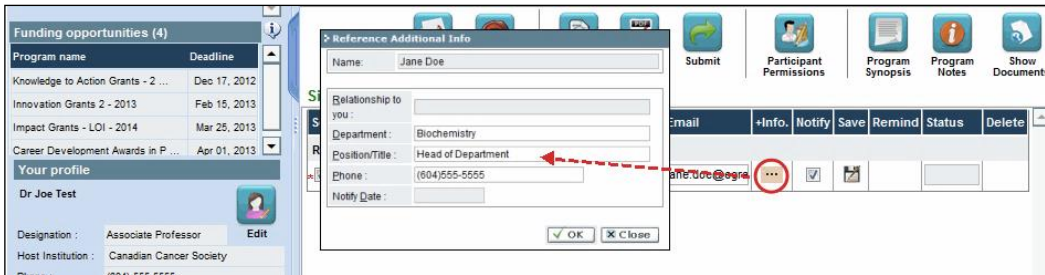 Funding opportunities (4)
Program name Deadline
Knowledge to Action Grants - 2 ... Dec 17, 2012
Innovation Grants 2 - 2013 Feb 15, 2013
Impact Grants - LOI - 2014 Mar 25, 2013
Career Development Awards in P ... Apr 01, 2013
Your profile
Dr Joe Test
Edit
Designation : Associate Professor
Host Institution : Canadian Cancer Society
Submit
Participant Permissions
Program Synopsis
Program Notes
Show Document
Reference Additional Info
Name: Jane Doe
Relationship to
you :
Department : Biochemistry
Position/Title : Head of Department
Phone : (604)555-5555
Notify Date :
OK Close
Email +Info. Notify Save Remind Status Delete
...